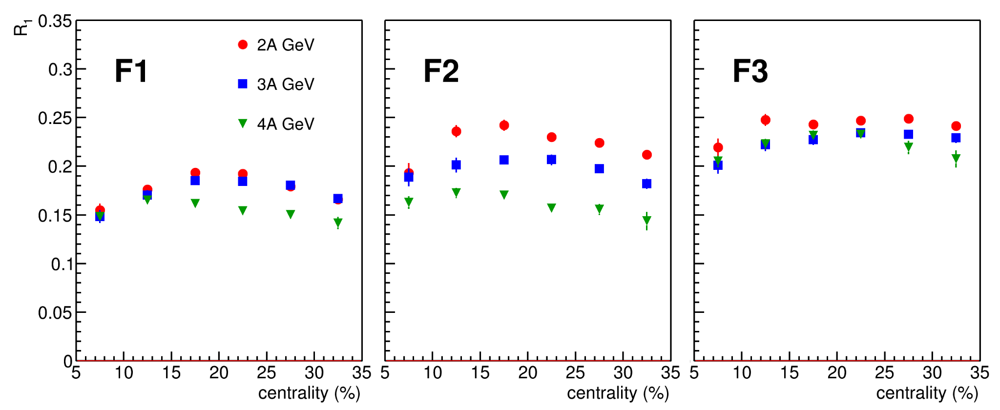 R1
0.35
0.3
0.25
0.2
0.15
0.1
0.05
0
F1
2A GeV
3A GeV
4A GeV
F2
F3
5 10 15 20 25 30 35
5 10 15 20 25 30 35
5 10 15 20 25 30 35
centrality (%)
centrality (%)
centrality (%)